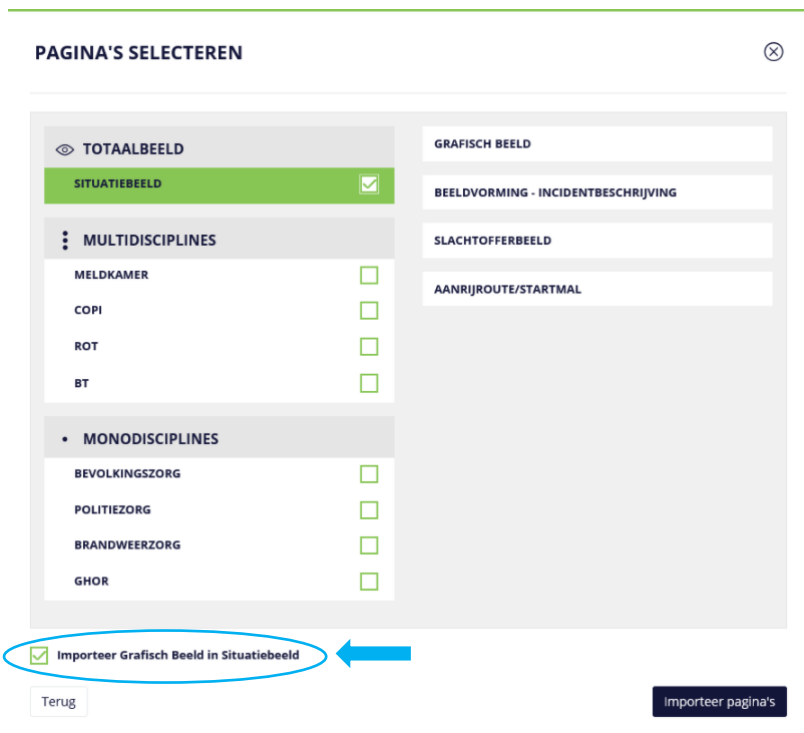 PAGINA'S SELECTEREN
TOTAALBEELD
SITUATIEBEELD
MULTIDISCIPLINES
MELDKAMER
COPI
ROT
BT
MONODISCIPLINES
BEVOLKINGSZORG
POLITIEZORG
BRANDWEERZORG
GHOR
GRAFISCH BEELD
BEELDVORMING - INCIDENTBESCHRIJVING
SLACHTOFFERBEELD
AANRIJROUTE/STARTMAL
Importeer Grafisch Beeld in Situatiebeeld
Terug
Importeer pagina's